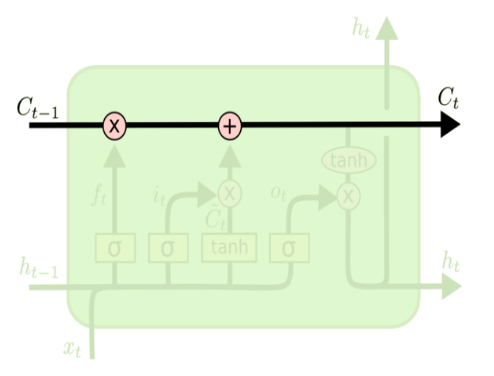 h_t
C_{t-1} x + C_t
tanh
f_t i_t x o_t x
C̃_t
σ σ tanh σ
h_{t-1} h_t
x_t